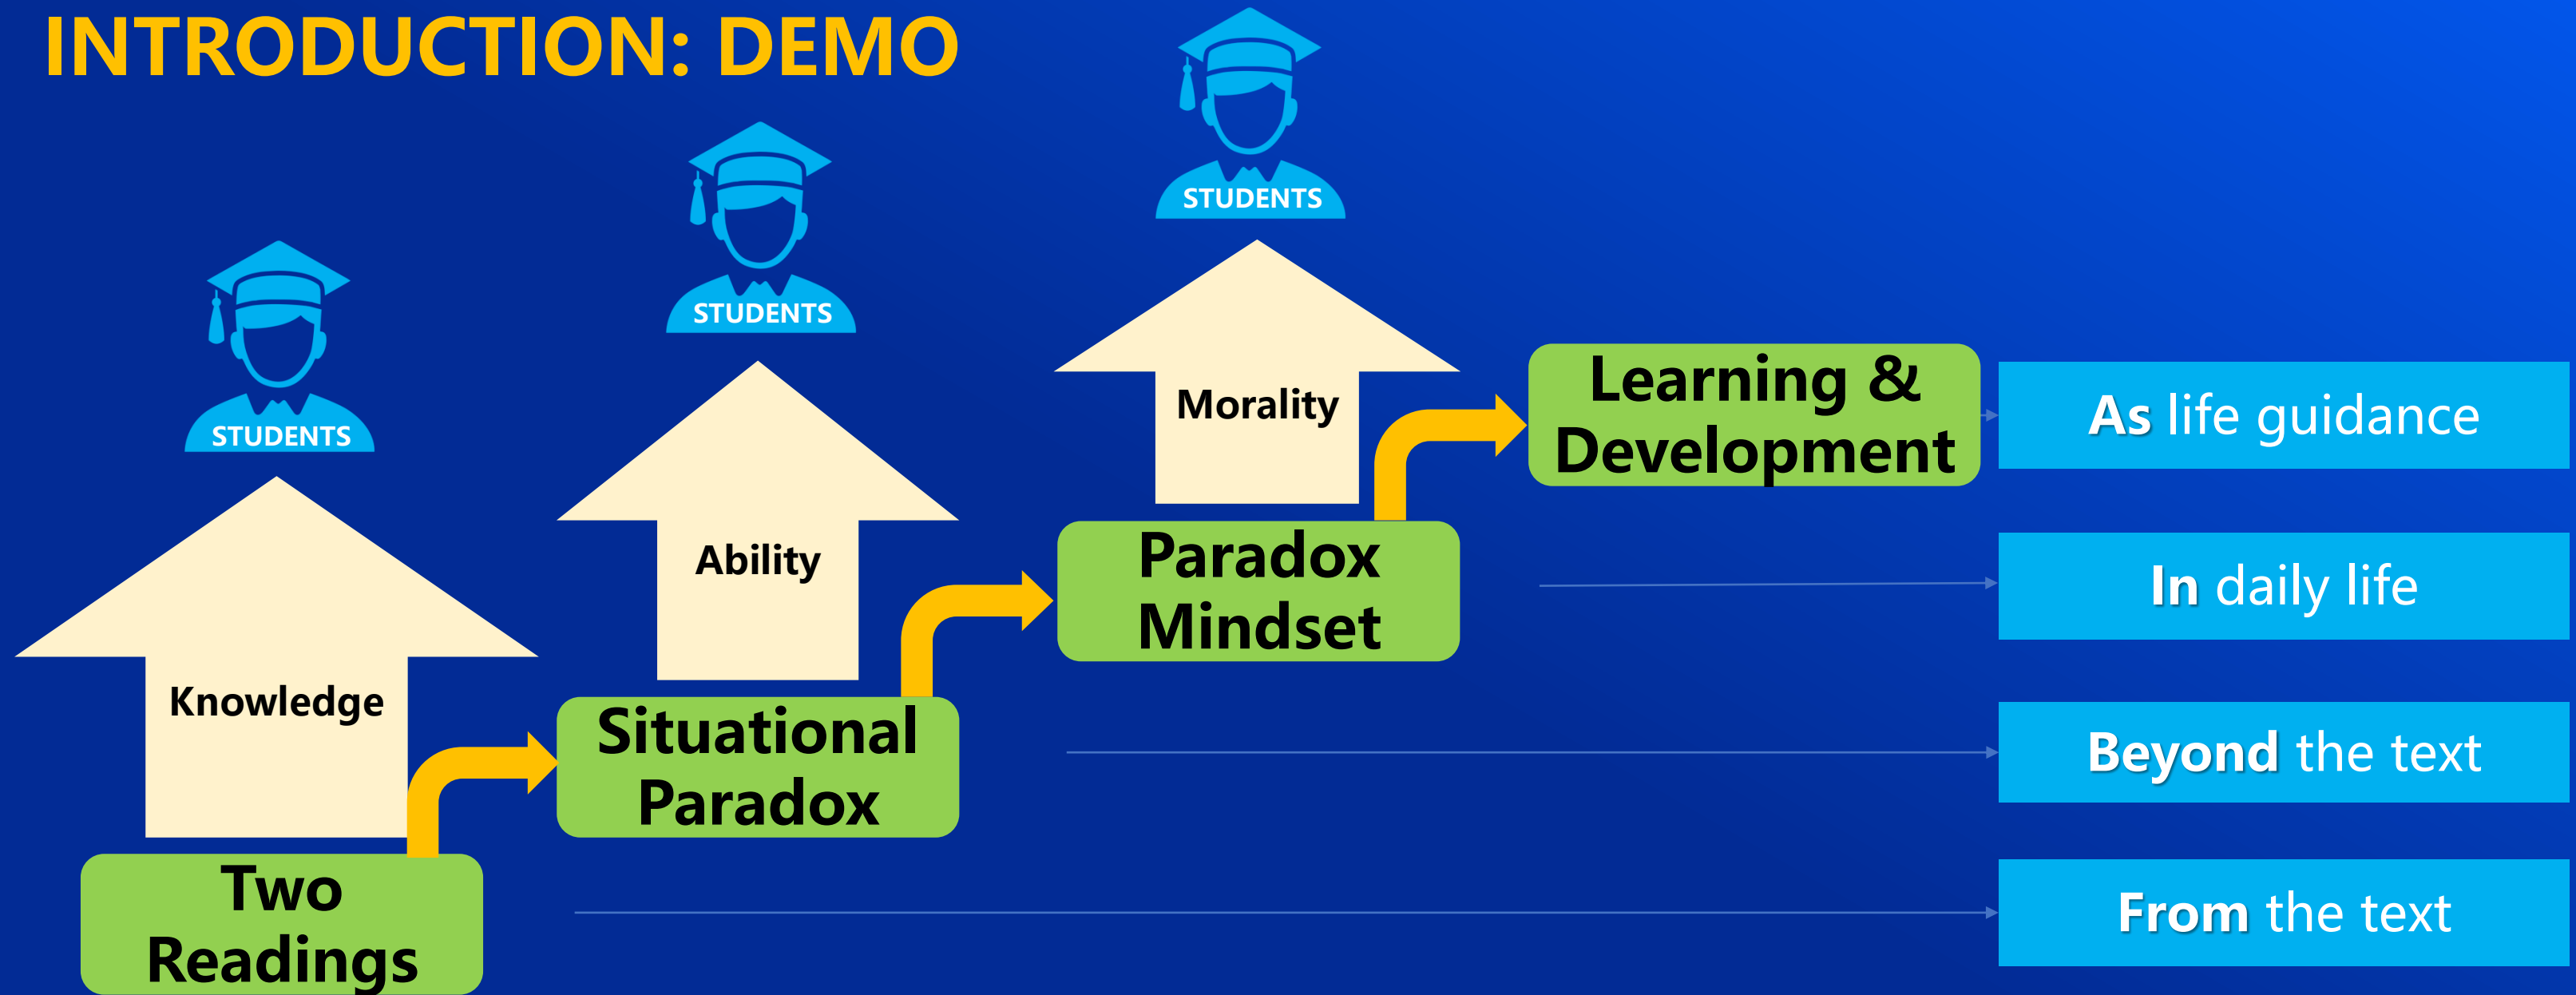 INTRODUCTION: DEMO
STUDENTS
STUDENTS
STUDENTS
Knowledge
Ability
Morality
Two
Readings
Situational
Paradox
Paradox
Mindset
Learning &
Development
As life guidance
In daily life
Beyond the text
From the text